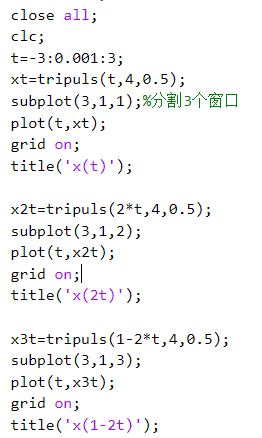 close all;
clc;
t=-3:0.001:3;
xt=tripuls(t,4,0.5);
subplot(3,1,1);%分割3个窗口
plot(t,xt);
grid on;
title('x(t)');
x2t=tripuls(2*t,4,0.5);
subplot(3,1,2);
plot(t,x2t);
grid on;
title('x(2t)');
x3t=tripuls(1-2*t,4,0.5);
subplot(3,1,3);
plot(t,x3t);
grid on;
title('x(1-2t)');